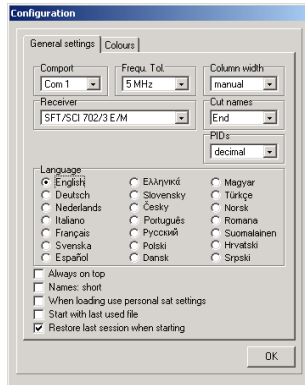 Configuration
General settings Colours
Comport Frequ. Tol. Column width
Com 1 5 MHz manual
Receiver Cut names
SFT/SCI 702/3 E/M End
PIDs
decimal
Language
English Ελληνικά Magyar
Deutsch Slovensky Türkçe
Nederlands Česky Norsk
Italiano Português Romana
Français Русский Suomalainen
Svenska Polski Hrvatski
Español Dansk Srpski
Always on top
Names: short
When loading use personal sat settings
Start with last used file
Restore last session when starting
OK